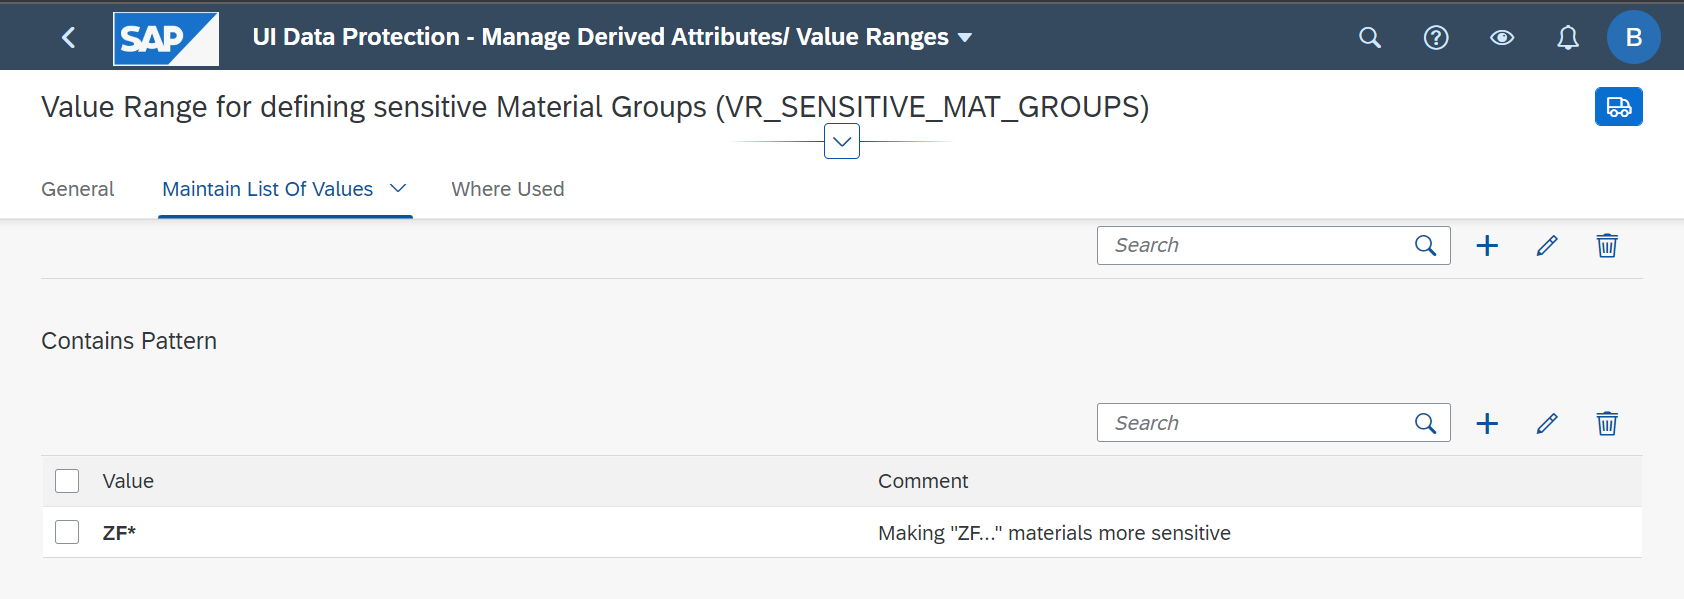 SAP UI Data Protection - Manage Derived Attributes/ Value Ranges B
Value Range for defining sensitive Material Groups (VR_SENSITIVE_MAT_GROUPS)
General Maintain List Of Values Where Used
Search
Contains Pattern
Search
Value Comment
ZF* Making "ZF..." materials more sensitive